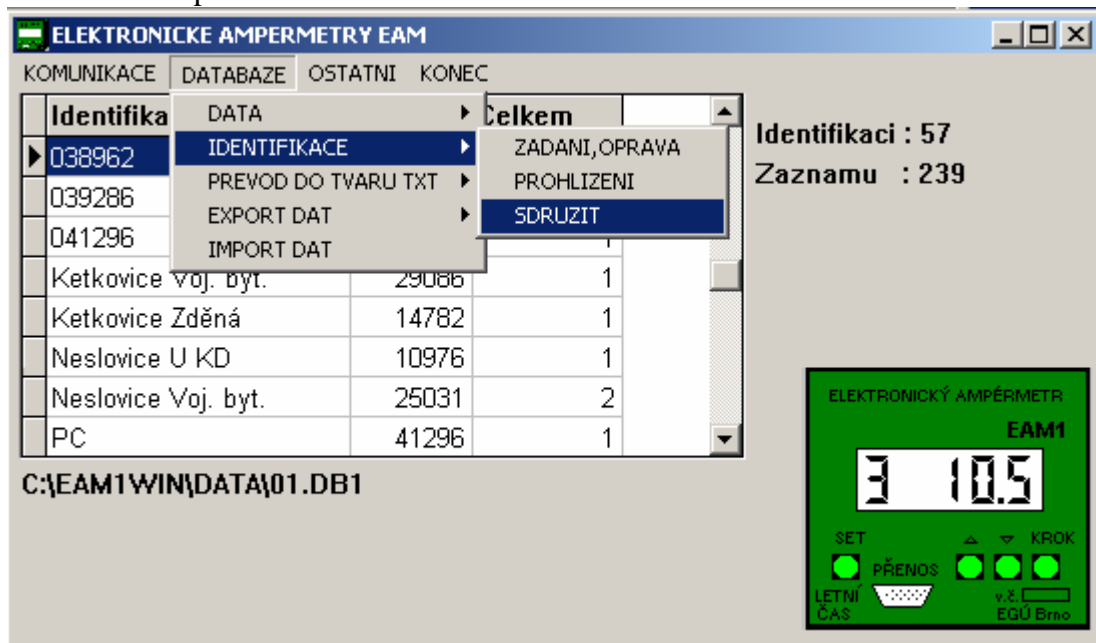 ELEKTRONICKE AMPERMETRY EAM
KOMUNIKACE DATABAZE OSTATNI KONEC
Identifika Celkem
DATA
IDENTIFIKACE
PREVOD DO TVARU TXT
EXPORT DAT
IMPORT DAT
ZADANI,OPRAVA
PROHLIZENI
SDRUZIT
Identifikaci : 57
Zaznamu : 239
038962
039286
041296 1
Ketkovice Voj. byt. 29086 1
Ketkovice Zděná 14782 1
Neslovice U KD 10976 1
Neslovice Voj. byt. 25031 2
PC 41296 1
C:\EAM1WIN\DATA\01.DB1
ELEKTRONICKÝ AMPÉRMETR
EAM1
3 10.5
SET KROK
PŘENOS
LETNÍ ČAS
v.č.
EGÚ Brno